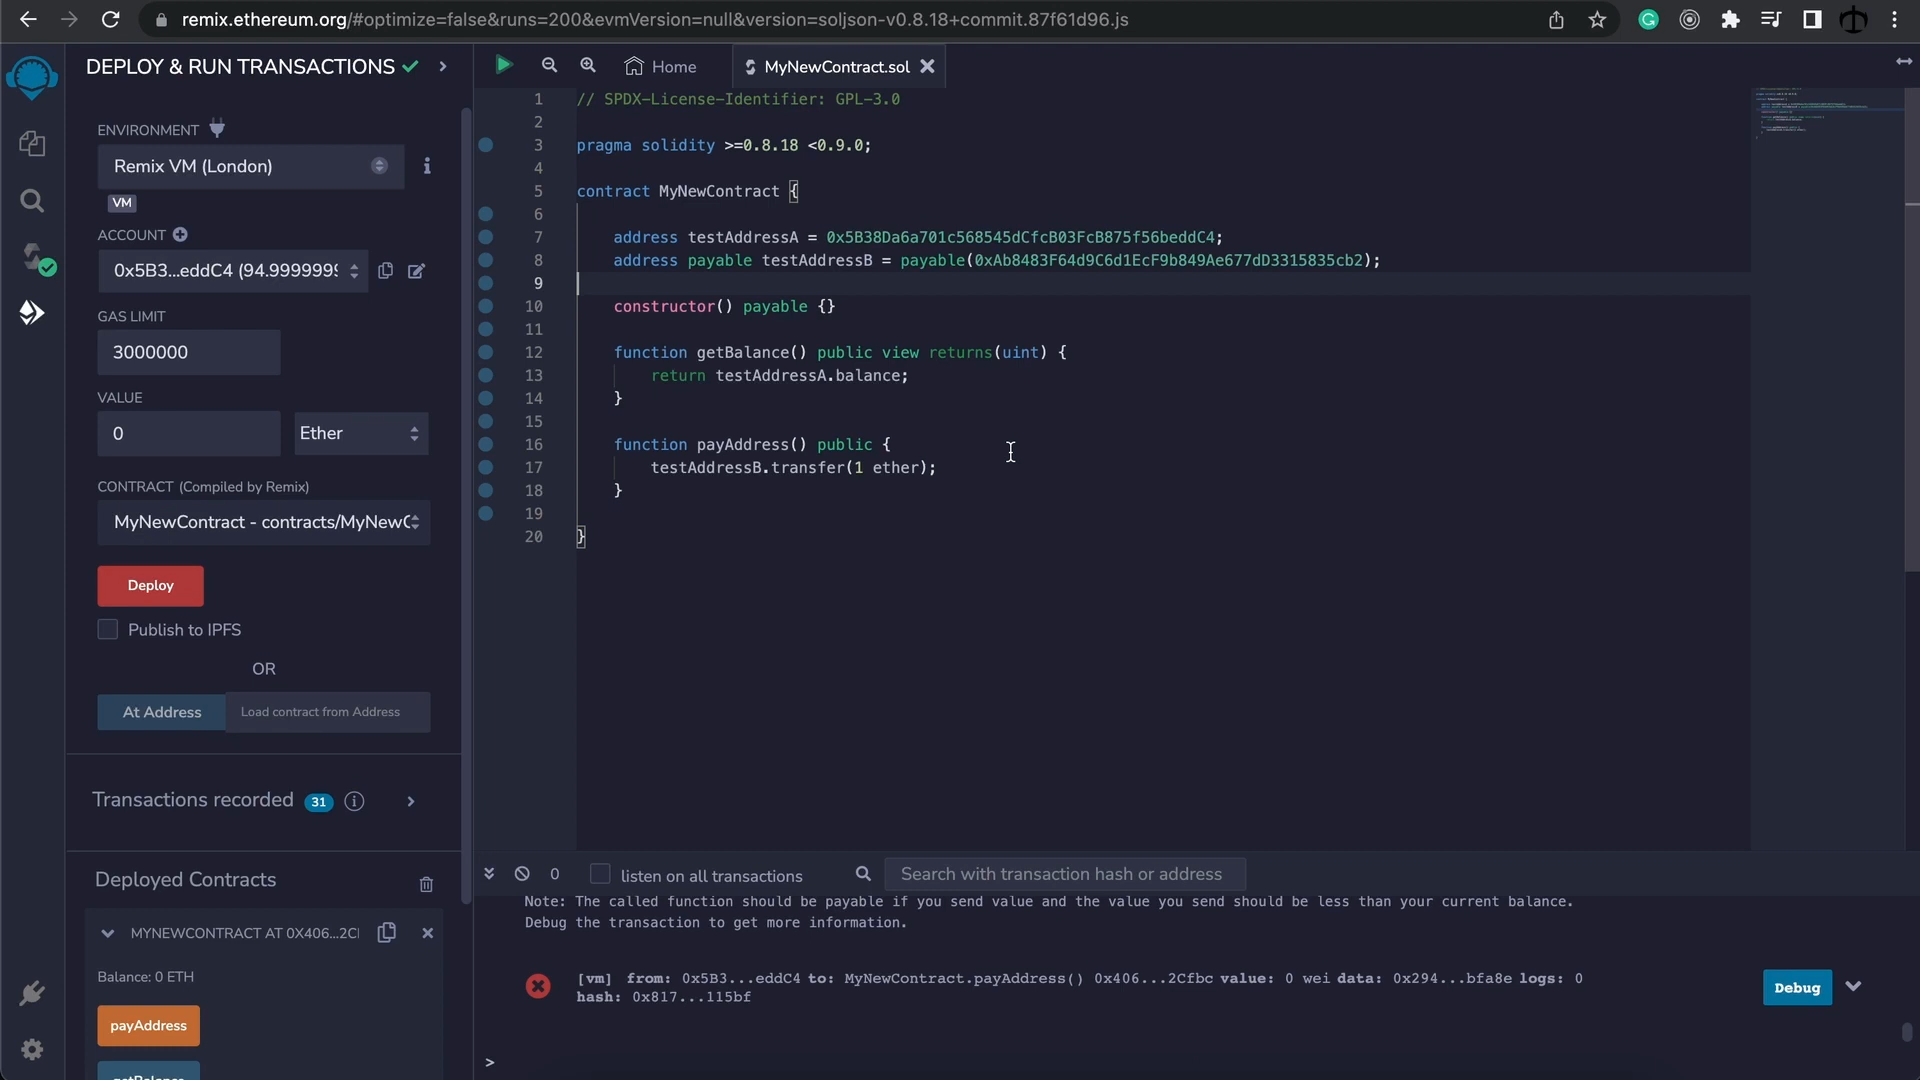 remix.ethereum.org/#optimize=false&runs=200&evmVersion=null&version=soljson-v0.8.18+commit.87f61d96.js
DEPLOY & RUN TRANSACTIONS
ENVIRONMENT
Remix VM (London)
VM
ACCOUNT
0x5B3...eddC4 (94.9999999
GAS LIMIT
3000000
VALUE
0 Ether
CONTRACT (Compiled by Remix)
MyNewContract - contracts/MyNewC
Deploy
Publish to IPFS
OR
At Address Load contract from Address
Transactions recorded 31
Deployed Contracts
MYNEWCONTRACT AT 0X406...2C
Balance: 0 ETH
payAddress
getBalance
Home MyNewContract.sol
1 // SPDX-License-Identifier: GPL-3.0
2
3 pragma solidity >=0.8.18 <0.9.0;
4
5 contract MyNewContract {
6
7 address testAddressA = 0x5B38Da6a701c568545dCfcB03FcB875f56beddC4;
8 address payable testAddressB = payable(0xAb8483F64d9C6d1EcF9b849Ae677dD3315835cb2);
9
10 constructor() payable {}
11
12 function getBalance() public view returns(uint) {
13 return testAddressA.balance;
14 }
15
16 function payAddress() public {
17 testAddressB.transfer(1 ether);
18 }
19
20 }
0 listen on all transactions Search with transaction hash or address
Note: The called function should be payable if you send value and the value you send should be less than your current balance.
Debug the transaction to get more information.
[vm] from: 0x5B3...eddC4 to: MyNewContract.payAddress() 0x406...2Cfbc value: 0 wei data: 0x294...bfa8e logs: 0
hash: 0x817...115bf
Debug
>